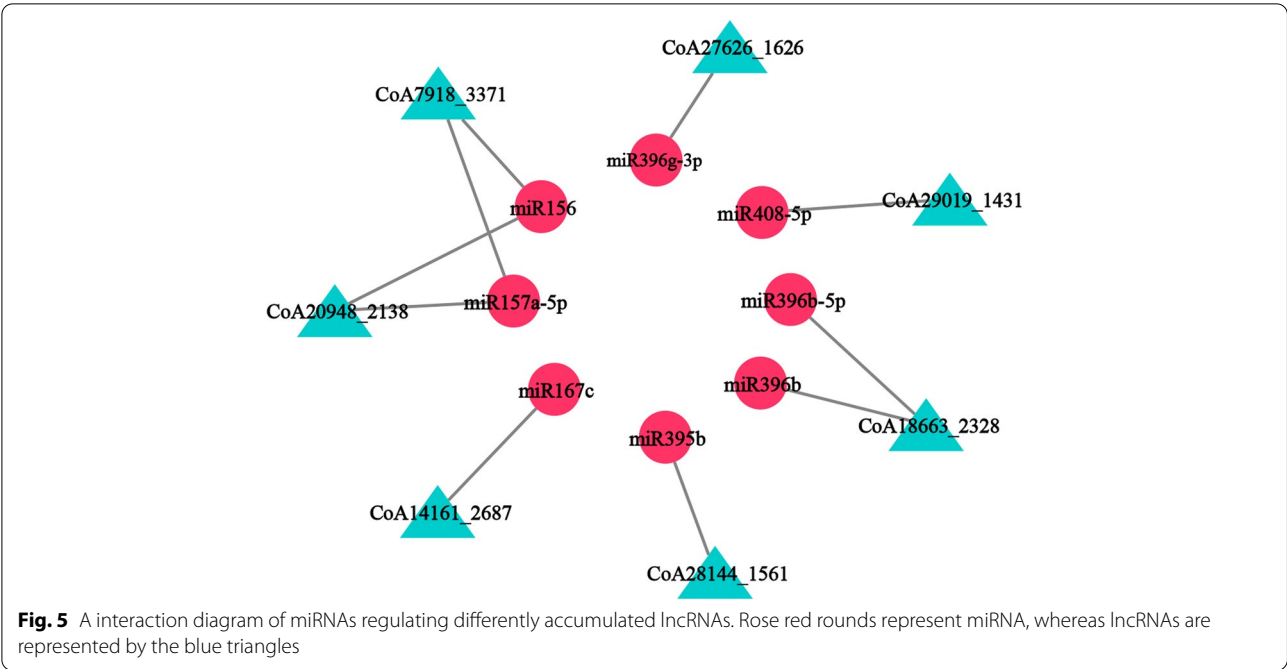 CoA27626_1626
CoA7918_3371
miR396g-3p
CoA29019_1431
miR156
miR408-5p
miR396b-5p
miR157a-5p
CoA20948_2138
miR396b
miR167c
CoA18663_2328
miR395b
CoA14161_2687
CoA28144_1561
Fig. 5 A interaction diagram of miRNAs regulating differently accumulated lncRNAs. Rose red rounds represent miRNA, whereas lncRNAs are
represented by the blue triangles